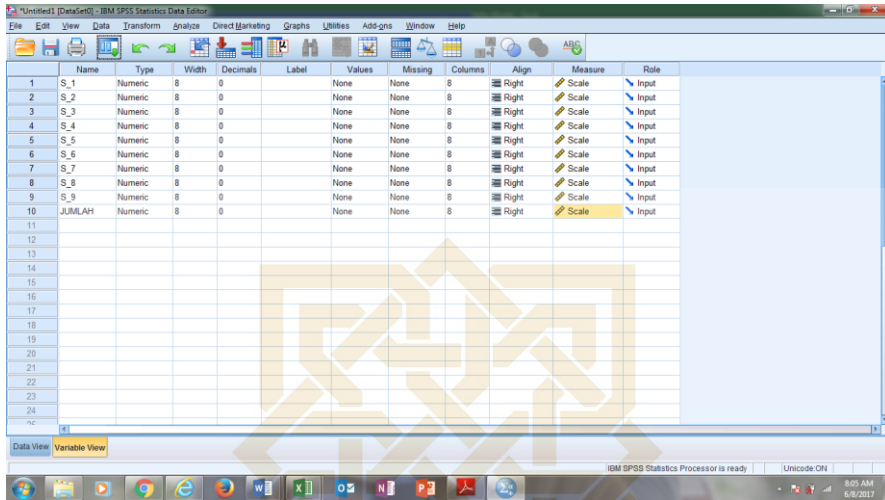 *Untitled1 [DataSet0] - IBM SPSS Statistics Data Editor
File Edit View Data Transform Analyze Direct Marketing Graphs Utilities Add-ons Window Help
Name Type Width Decimals Label Values Missing Columns Align Measure Role
1 S_1 Numeric 8 0 None None 8 Right Scale Input
2 S_2 Numeric 8 0 None None 8 Right Scale Input
3 S_3 Numeric 8 0 None None 8 Right Scale Input
4 S_4 Numeric 8 0 None None 8 Right Scale Input
5 S_5 Numeric 8 0 None None 8 Right Scale Input
6 S_6 Numeric 8 0 None None 8 Right Scale Input
7 S_7 Numeric 8 0 None None 8 Right Scale Input
8 S_8 Numeric 8 0 None None 8 Right Scale Input
9 S_9 Numeric 8 0 None None 8 Right Scale Input
10 JUMLAH Numeric 8 0 None None 8 Right Scale Input
11
12
13
14
15
16
17
18
19
20
21
22
23
24
Data View Variable View
IBM SPSS Statistics Processor is ready Unicode:ON
8:05 AM
6/8/2017